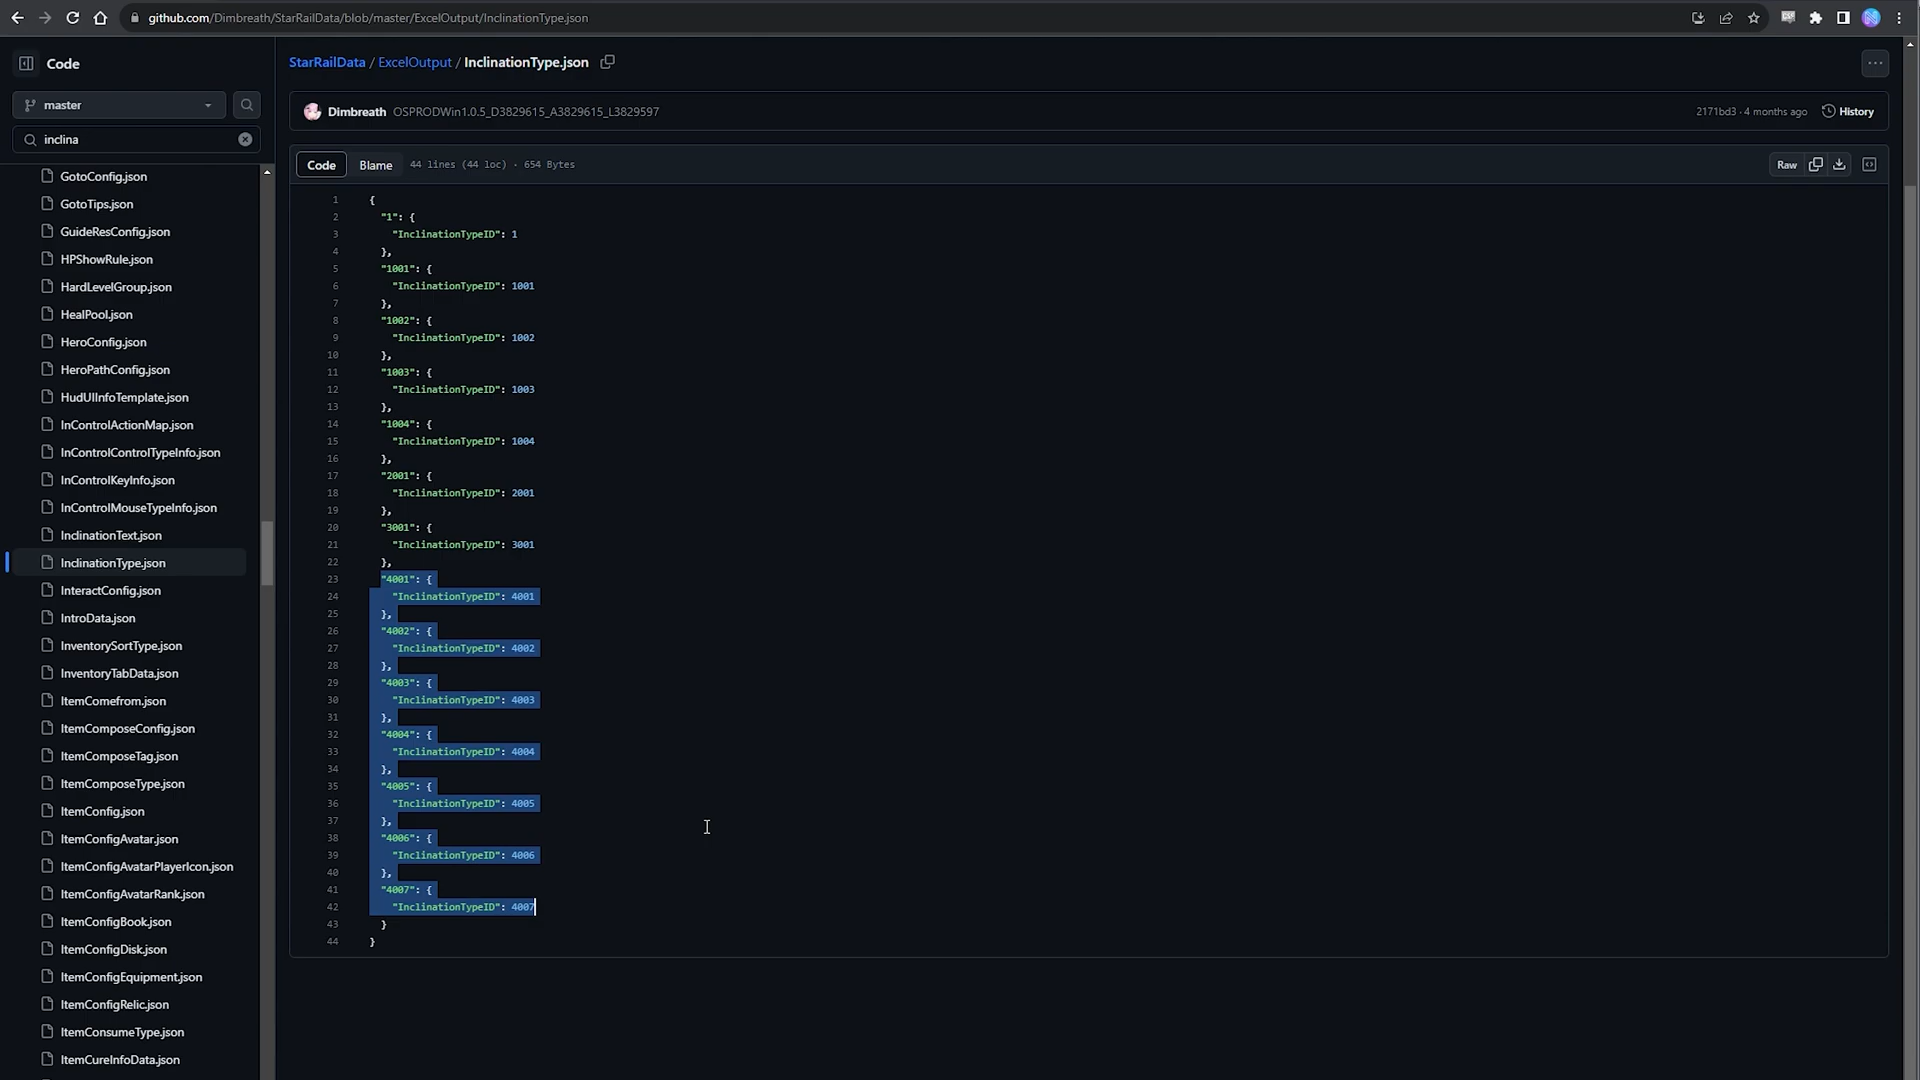 github.com/Dimbreath/StarRailData/blob/master/ExcelOutput/InclinationType.json
Code
master
inclina
GotoConfig.json
GotoTips.json
GuideResConfig.json
HPShowRule.json
HardLevelGroup.json
HealPool.json
HeroConfig.json
HeroPathConfig.json
HudUIInfoTemplate.json
InControlActionMap.json
InControlControlTypeInfo.json
InControlKeyInfo.json
InControlMouseTypeInfo.json
InclinationText.json
InclinationType.json
InteractConfig.json
IntroData.json
InventorySortType.json
InventoryTabData.json
ItemComefrom.json
ItemComposeConfig.json
ItemComposeTag.json
ItemComposeType.json
ItemConfig.json
ItemConfigAvatar.json
ItemConfigAvatarPlayerIcon.json
ItemConfigAvatarRank.json
ItemConfigBook.json
ItemConfigDisk.json
ItemConfigEquipment.json
ItemConfigRelic.json
ItemConsumeType.json
ItemCureInfoData.json
StarRailData / ExcelOutput / InclinationType.json
Dimbreath OSPRODWin1.0.5_D3829615_A3829615_L3829597 2171bd3 · 4 months ago History
Code Blame 44 lines (44 loc) · 654 Bytes Raw
1 {
2 "1": {
3 "InclinationTypeID": 1
4 },
5 "1001": {
6 "InclinationTypeID": 1001
7 },
8 "1002": {
9 "InclinationTypeID": 1002
10 },
11 "1003": {
12 "InclinationTypeID": 1003
13 },
14 "1004": {
15 "InclinationTypeID": 1004
16 },
17 "2001": {
18 "InclinationTypeID": 2001
19 },
20 "3001": {
21 "InclinationTypeID": 3001
22 },
23 "4001": {
24 "InclinationTypeID": 4001
25 },
26 "4002": {
27 "InclinationTypeID": 4002
28 },
29 "4003": {
30 "InclinationTypeID": 4003
31 },
32 "4004": {
33 "InclinationTypeID": 4004
34 },
35 "4005": {
36 "InclinationTypeID": 4005
37 },
38 "4006": {
39 "InclinationTypeID": 4006
40 },
41 "4007": {
42 "InclinationTypeID": 4007
43 }
44 }